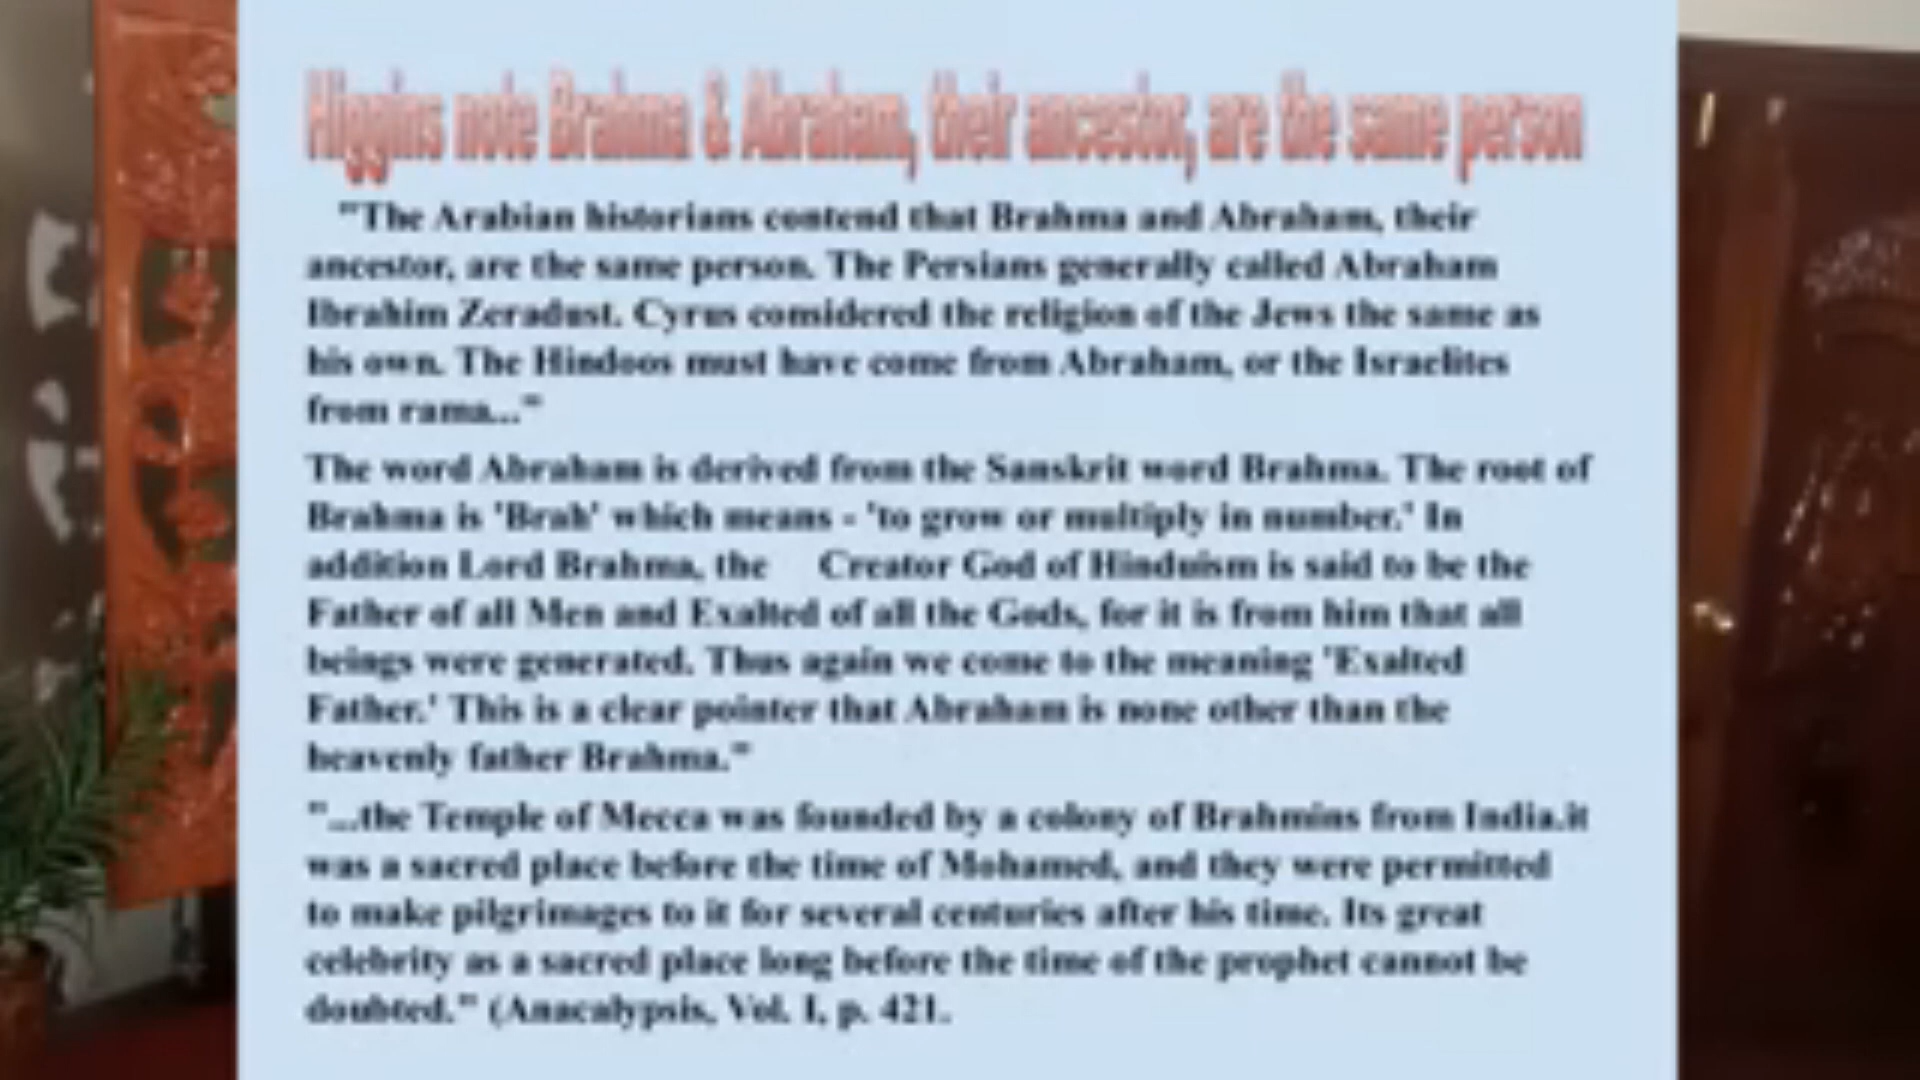 Higgins note Brahma & Abraham, their ancestor, are the same person
"The Arabian historians contend that Brahma and Abraham, their
ancestor, are the same person. The Persians generally called Abraham
Ibrahim Zeradust. Cyrus considered the religion of the Jews the same as
his own. The Hindoos must have come from Abraham, or the Israelites
from rama..."
The word Abraham is derived from the Sanskrit word Brahma. The root of
Brahma is 'Brah' which means - 'to grow or multiply in number.' In
addition Lord Brahma, the Creator God of Hinduism is said to be the
Father of all Men and Exalted of all the Gods, for it is from him that all
beings were generated. Thus again we come to the meaning 'Exalted
Father.' This is a clear pointer that Abraham is none other than the
heavenly father Brahma."
"...the Temple of Mecca was founded by a colony of Brahmins from India.it
was a sacred place before the time of Mohamed, and they were permitted
to make pilgrimages to it for several centuries after his time. Its great
celebrity as a sacred place long before the time of the prophet cannot be
doubted." (Anacalypsis, Vol. I, p. 421.